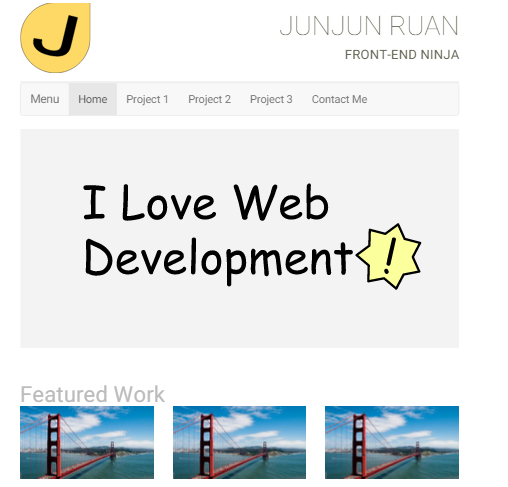 J
JUNJUN RUAN
FRONT-END NINJA
Menu Home Project 1 Project 2 Project 3 Contact Me
I Love Web
Development!
Featured Work